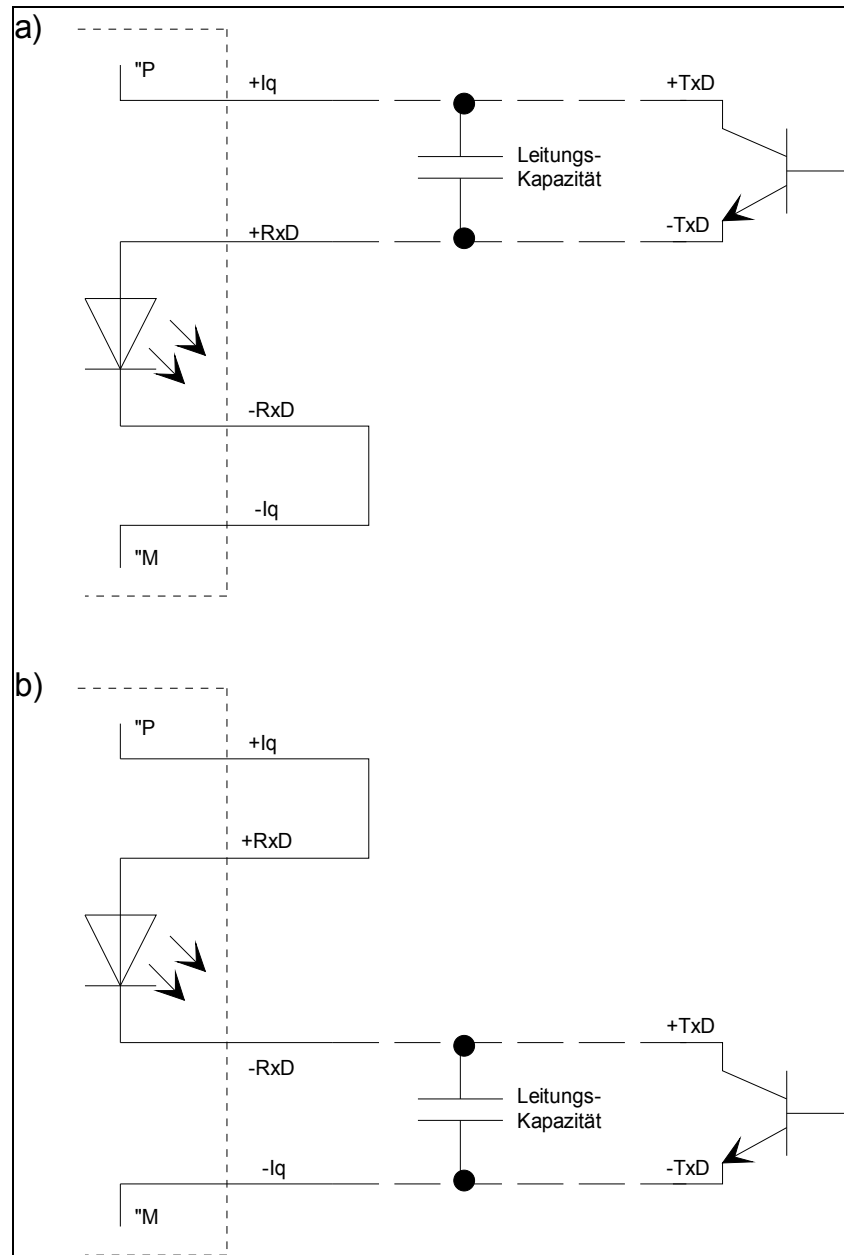 a)
"P
+Iq
+TxD
Leitungs-
Kapazität
+RxD
-TxD
-RxD
-Iq
"M
b)
"P
+Iq
+RxD
+TxD
-RxD
Leitungs-
Kapazität
-Iq
-TxD
"M